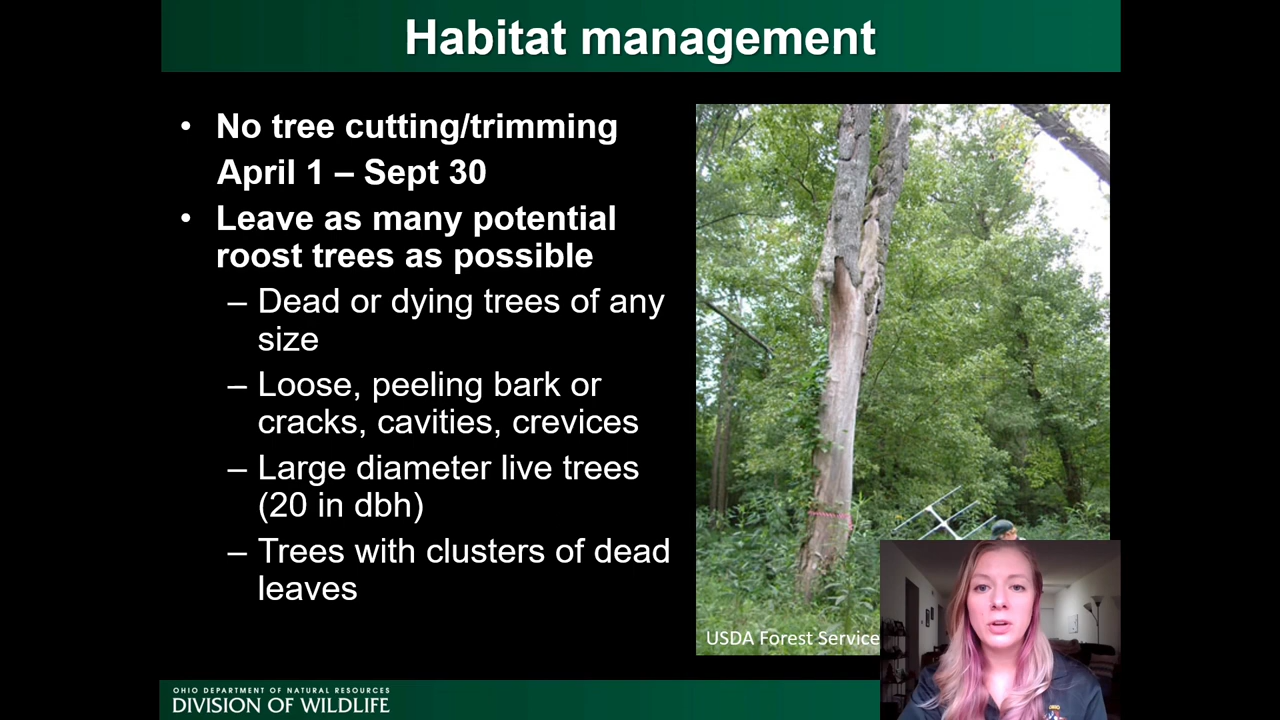 Habitat management
• No tree cutting/trimming
April 1 – Sept 30
• Leave as many potential
roost trees as possible
– Dead or dying trees of any
size
– Loose, peeling bark or
cracks, cavities, crevices
– Large diameter live trees
(20 in dbh)
– Trees with clusters of dead
leaves
USDA Forest Service
OHIO DEPARTMENT OF NATURAL RESOURCES
DIVISION OF WILDLIFE